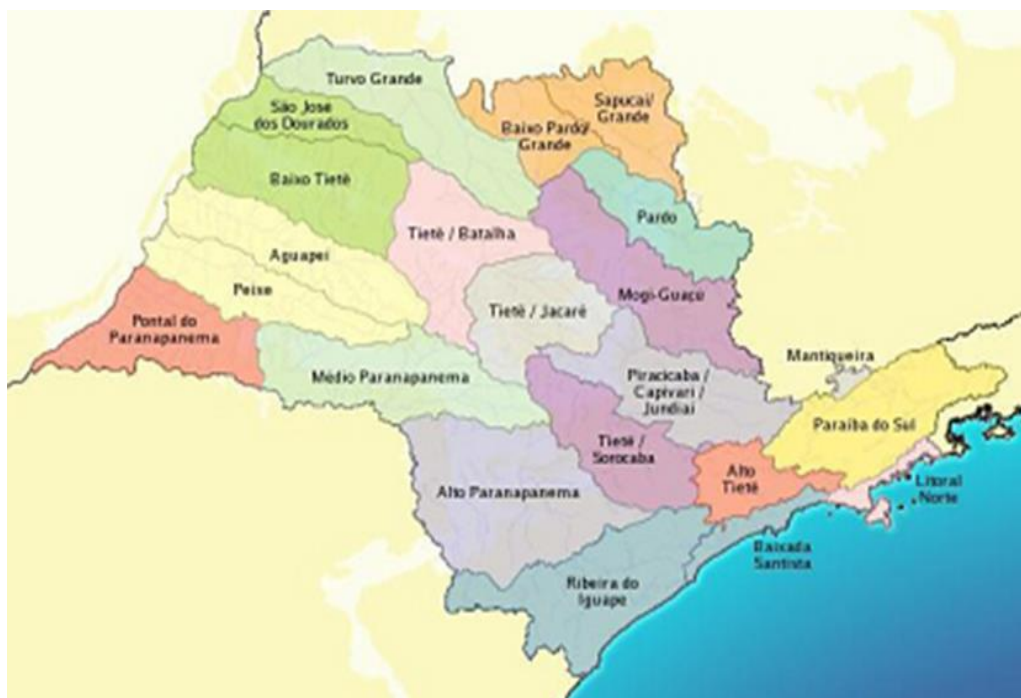 Turvo Grande
São José
dos Dourados
Sapucaí/
Grande
Baixo Pardo/
Grande
Baixo Tietê
Pardo
Tietê / Batalha
Aguapeí
Peixe
Mogi-Guaçu
Tietê / Jacaré
Pontal do
Paranapanema
Médio Paranapanema
Mantiqueira
Piracicaba /
Capivari /
Jundiaí
Paraíba do Sul
Tietê /
Sorocaba
Alto
Tietê
Litoral
Norte
Alto Paranapanema
Baixada
Santista
Ribeira do
Iguape